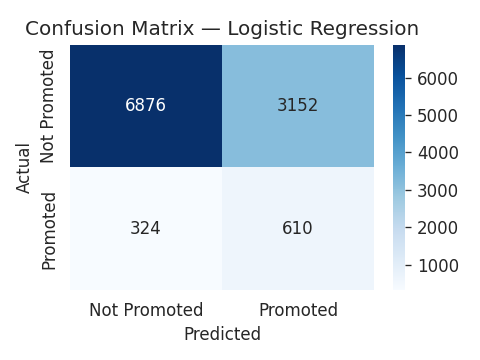 Confusion Matrix — Logistic Regression
Actual
Not Promoted
6876
3152
Promoted
324
610
Not Promoted
Promoted
Predicted
6000
5000
4000
3000
2000
1000